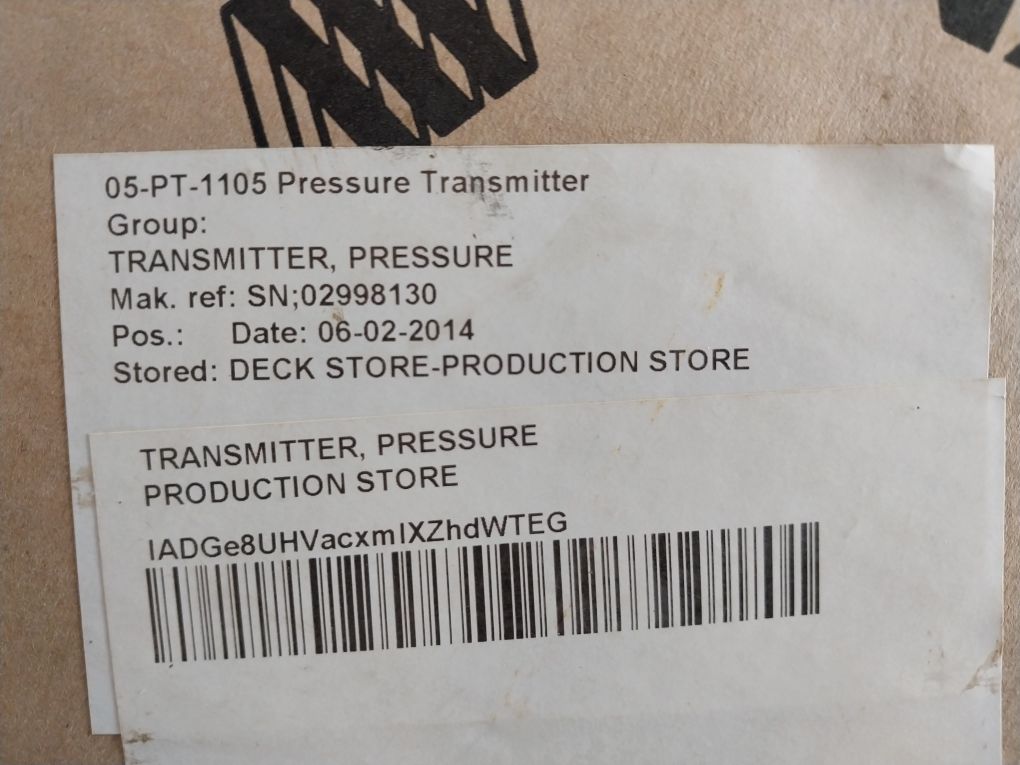 05-PT-1105 Pressure Transmitter
Group:
TRANSMITTER, PRESSURE
Mak. ref: SN;02998130
Pos.: Date: 06-02-2014
Stored: DECK STORE-PRODUCTION STORE
TRANSMITTER, PRESSURE
PRODUCTION STORE
IADGe8UHVacxmIXZhdWTEG